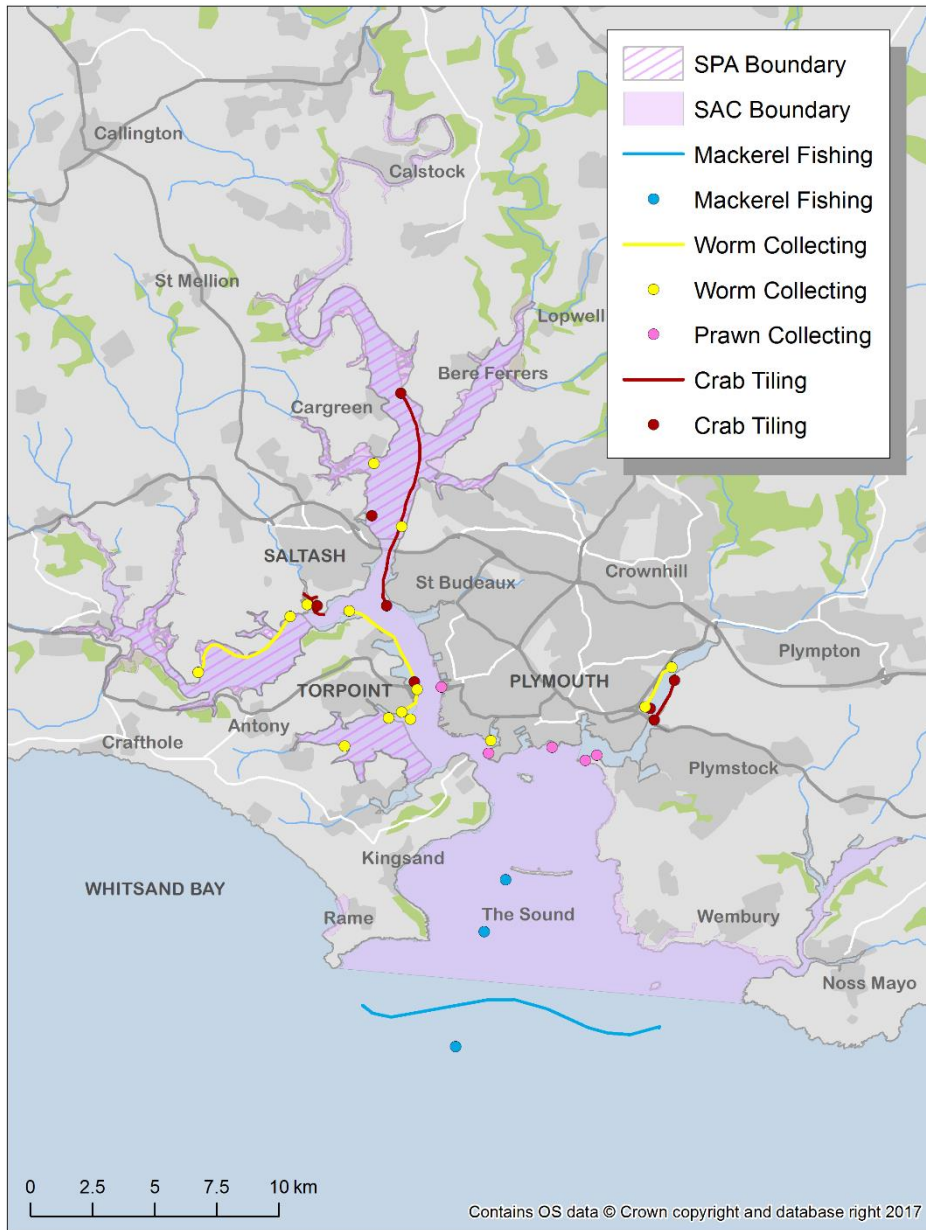 SPA Boundary
SAC Boundary
Mackerel Fishing
Mackerel Fishing
Worm Collecting
Worm Collecting
Prawn Collecting
Crab Tiling
Crab Tiling
Callington
Calstock
St Mellion
Lopwell
Bere Ferrers
Cargreen
SALTASH
St Budeaux
Crownhill
Plympton
TORPOINT
PLYMOUTH
Antony
Crafthole
Plymstock
Kingsand
WHITSAND BAY
Rame
The Sound
Wembury
Noss Mayo
0 2.5 5 7.5 10 km
Contains OS data © Crown copyright and database right 2017